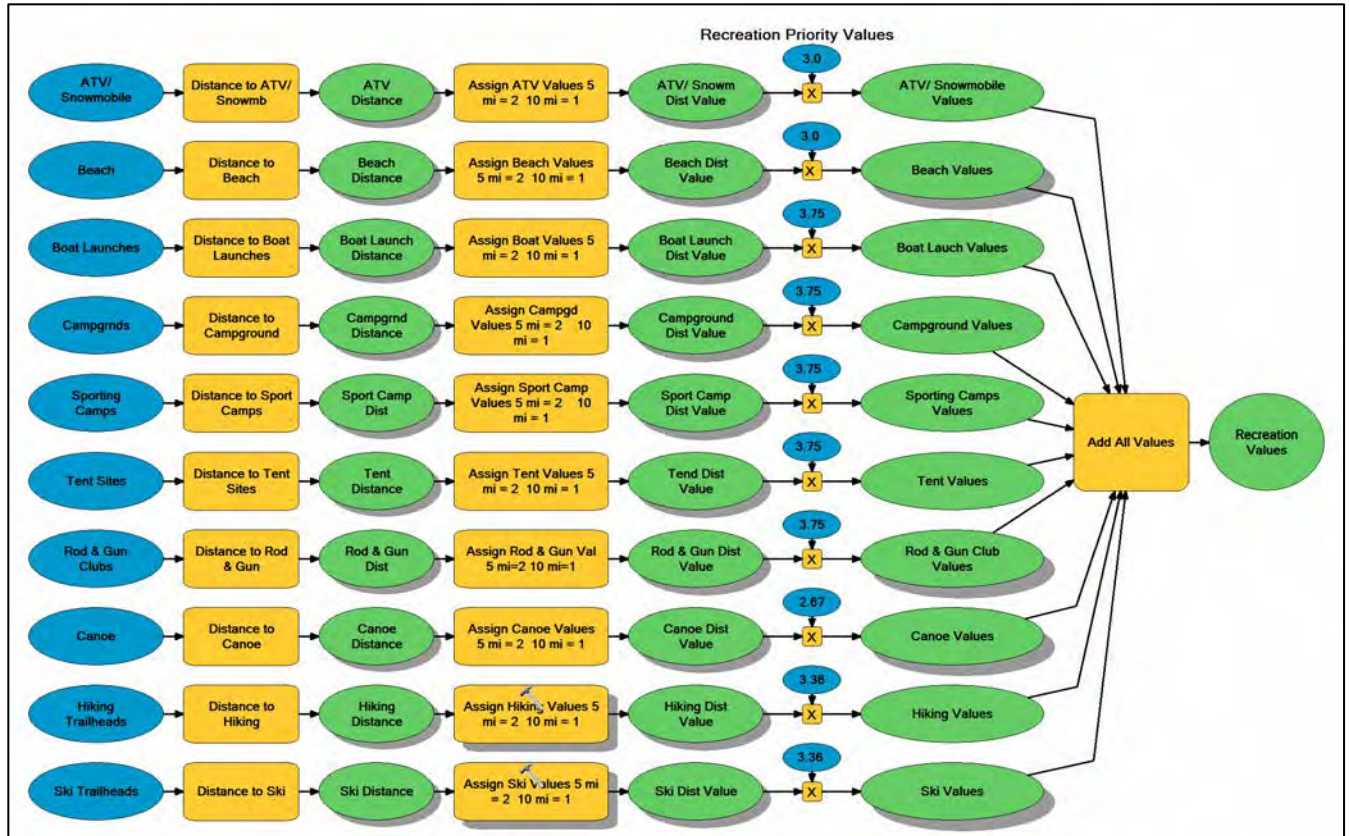 Recreation Priority Values
3.0
ATV/
Snowmobile
Distance to ATV/
Snowmb
ATV
Distance
Assign ATV Values 5
mi = 2 10 mi = 1
ATV/ Snowm
Dist Value
X
ATV/ Snowmobile
Values
3.0
Beach
Distance to
Beach
Beach
Distance
Assign Beach Values
5 mi = 2 10 mi = 1
Beach Dist
Value
X
Beach Values
3.75
Boat Launches
Distance to Boat
Launches
Boat Launch
Distance
Assign Boat Values 5
mi = 2 10 mi = 1
Boat Launch
Dist Value
X
Boat Lauch Values
3.75
Campgrnds
Distance to
Campground
Campgrnd
Distance
Assign Campgd
Values 5 mi = 2 10
mi = 1
Campground
Dist Value
X
Campground Values
3.75
Sporting
Camps
Distance to Sport
Camps
Sport Camp
Dist
Assign Sport Camp
Values 5 mi = 2 10
mi = 1
Sport Camp
Dist Value
X
Sporting Camps
Values
Add All Values
Recreation
Values
3.75
Tent Sites
Distance to Tent
Sites
Tent
Distance
Assign Tent Values 5
mi = 2 10 mi = 1
Tend Dist
Value
X
Tent Values
3.75
Rod & Gun
Clubs
Distance to Rod
& Gun
Rod & Gun
Dist
Assign Rod & Gun Val
5 mi=2 10 mi=1
Rod & Gun Dist
Value
X
Rod & Gun Club
Values
2.67
Canoe
Distance to
Canoe
Canoe
Distance
Assign Canoe Values
5 mi = 2 10 mi = 1
Canoe Dist
Value
X
Canoe Values
3.36
Hiking
Trailheads
Distance to
Hiking
Hiking
Distance
Assign Hiking Values 5
mi = 2 10 mi = 1
Hiking Dist
Value
X
Hiking Values
3.36
Ski Trailheads
Distance to Ski
Ski Distance
Assign Ski Values 5 mi
= 2 10 mi = 1
Ski Dist Value
X
Ski Values